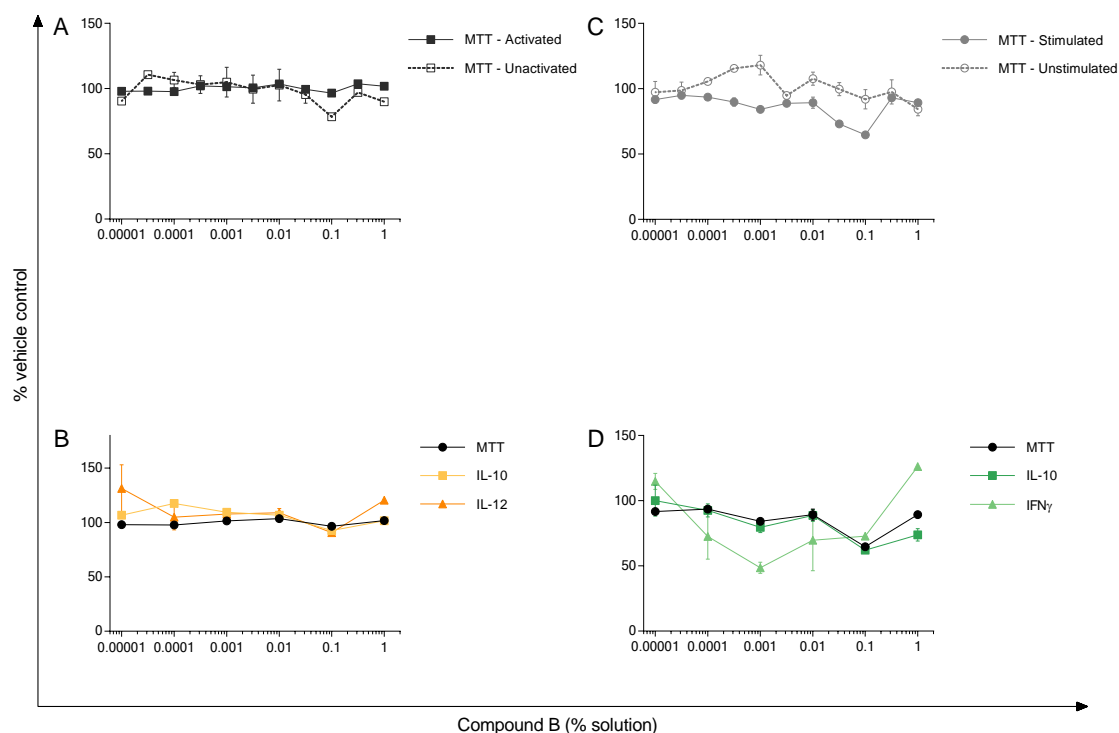 A
150
100
50
0
0.00001 0.0001 0.001 0.01 0.1 1
MTT - Activated
MTT - Unactivated
C
150
100
50
0
0.00001 0.0001 0.001 0.01 0.1 1
MTT - Stimulated
MTT - Unstimulated
% vehicle control
B
150
100
50
0
0.00001 0.0001 0.001 0.01 0.1 1
MTT
IL-10
IL-12
D
150
100
50
0
0.00001 0.0001 0.001 0.01 0.1 1
MTT
IL-10
IFNγ
Compound B (% solution)